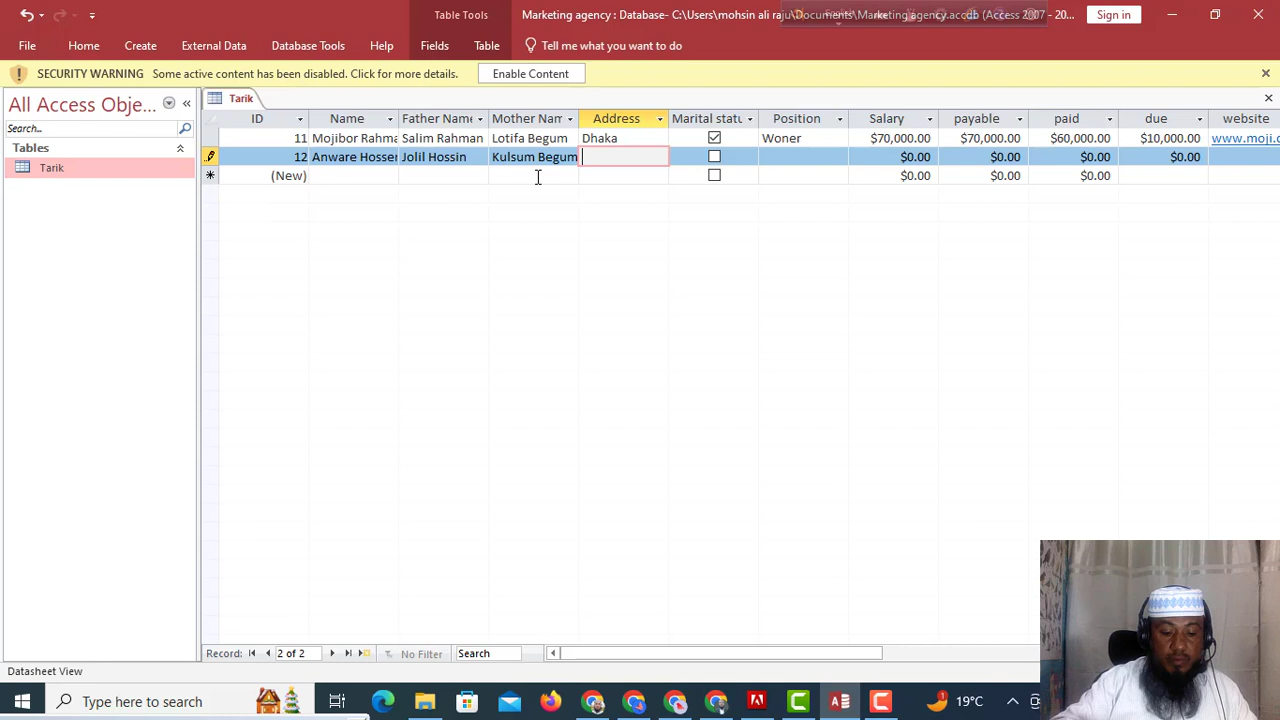 Table Tools
Marketing agency : Database- C:\Users\mohsin ali raju\Documents\Marketing agency.accdb (Access 2007 - 20...
Sign in
File Home Create External Data Database Tools Help Fields Table Tell me what you want to do
SECURITY WARNING Some active content has been disabled. Click for more details. Enable Content
All Access Obje...
Search...
Tables
Tarik
Tarik
ID Name Father Name Mother Nam Address Marital statu Position Salary payable paid due website
11 Mojibor Rahma Salim Rahman Lotifa Begum Dhaka Woner $70,000.00 $70,000.00 $60,000.00 $10,000.00 www.moji.c
12 Anware Hosser Jolil Hossin Kulsum Begum $0.00 $0.00 $0.00 $0.00
(New) $0.00 $0.00 $0.00
Record: 2 of 2 No Filter Search
Datasheet View
Type here to search
19°C